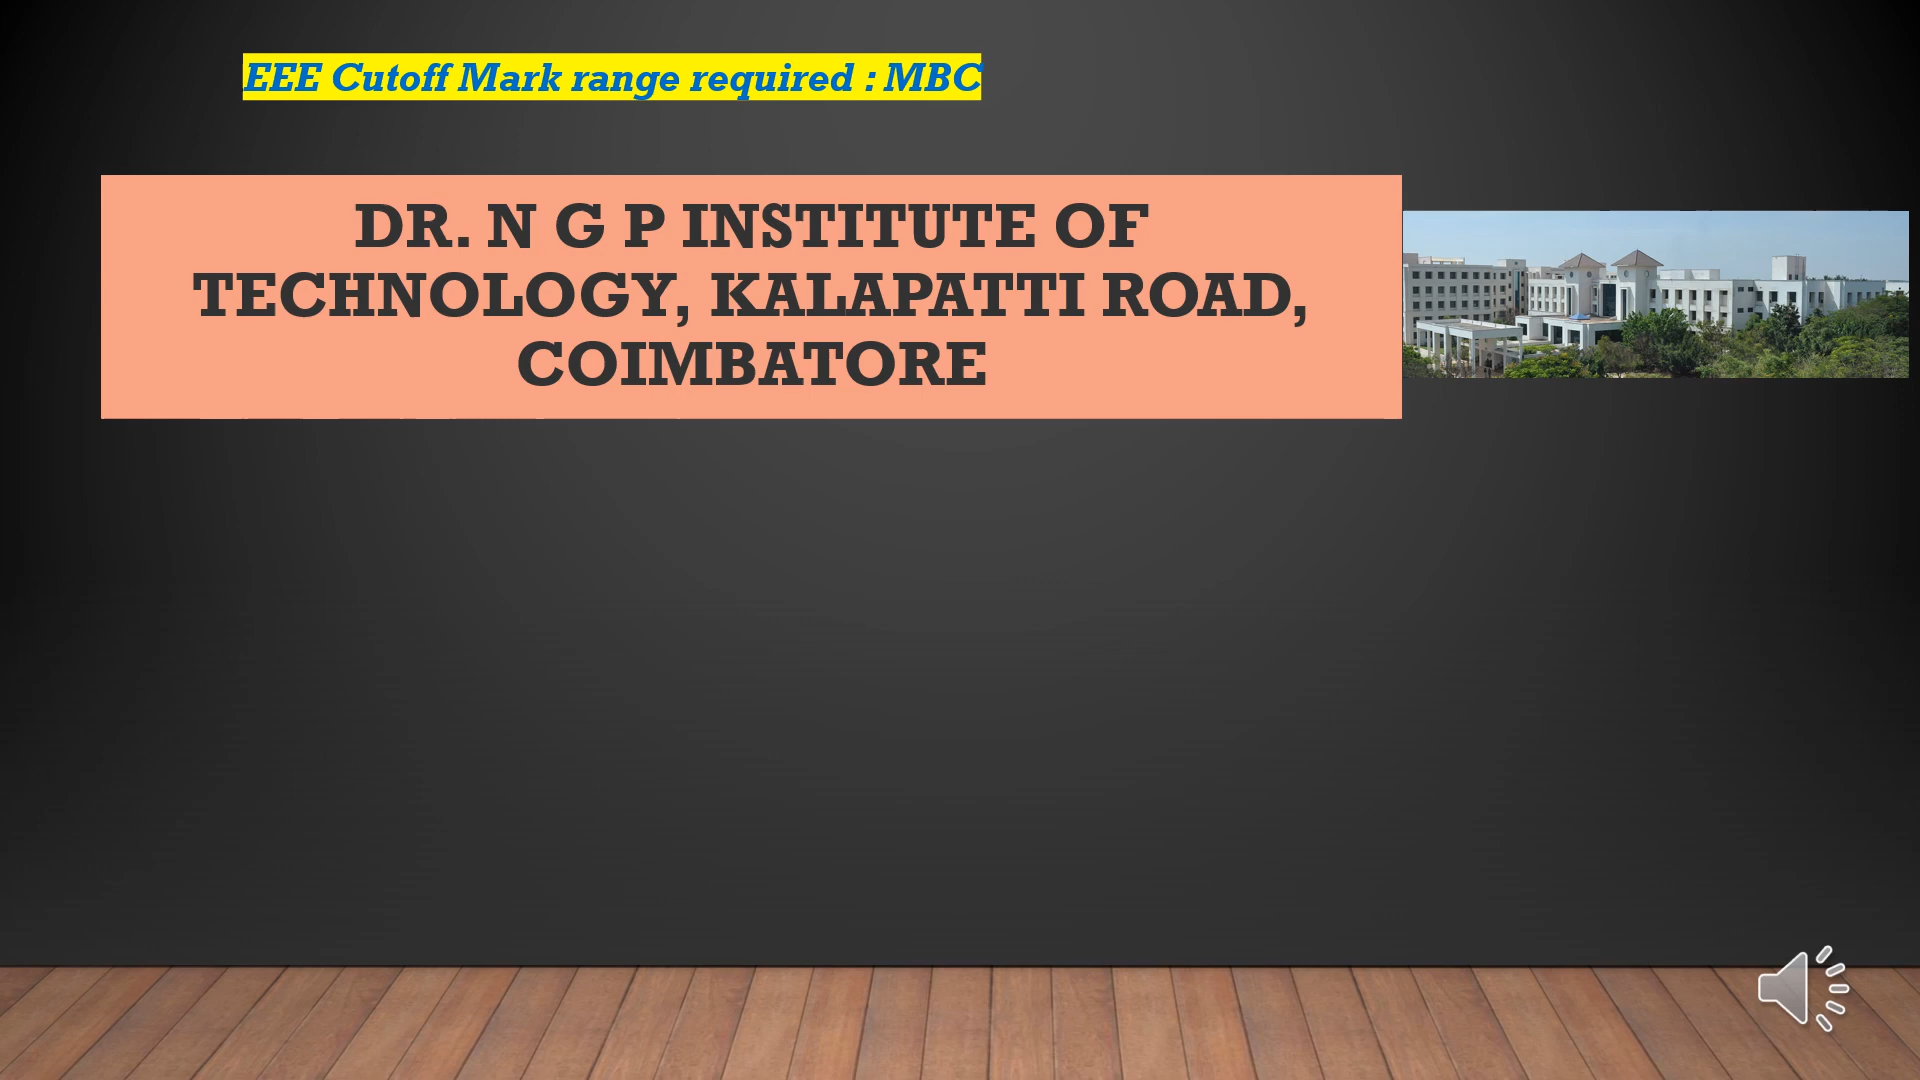 EEE Cutoff Mark range required : MBC
DR. N G P INSTITUTE OF
TECHNOLOGY, KALAPATTI ROAD,
COIMBATORE